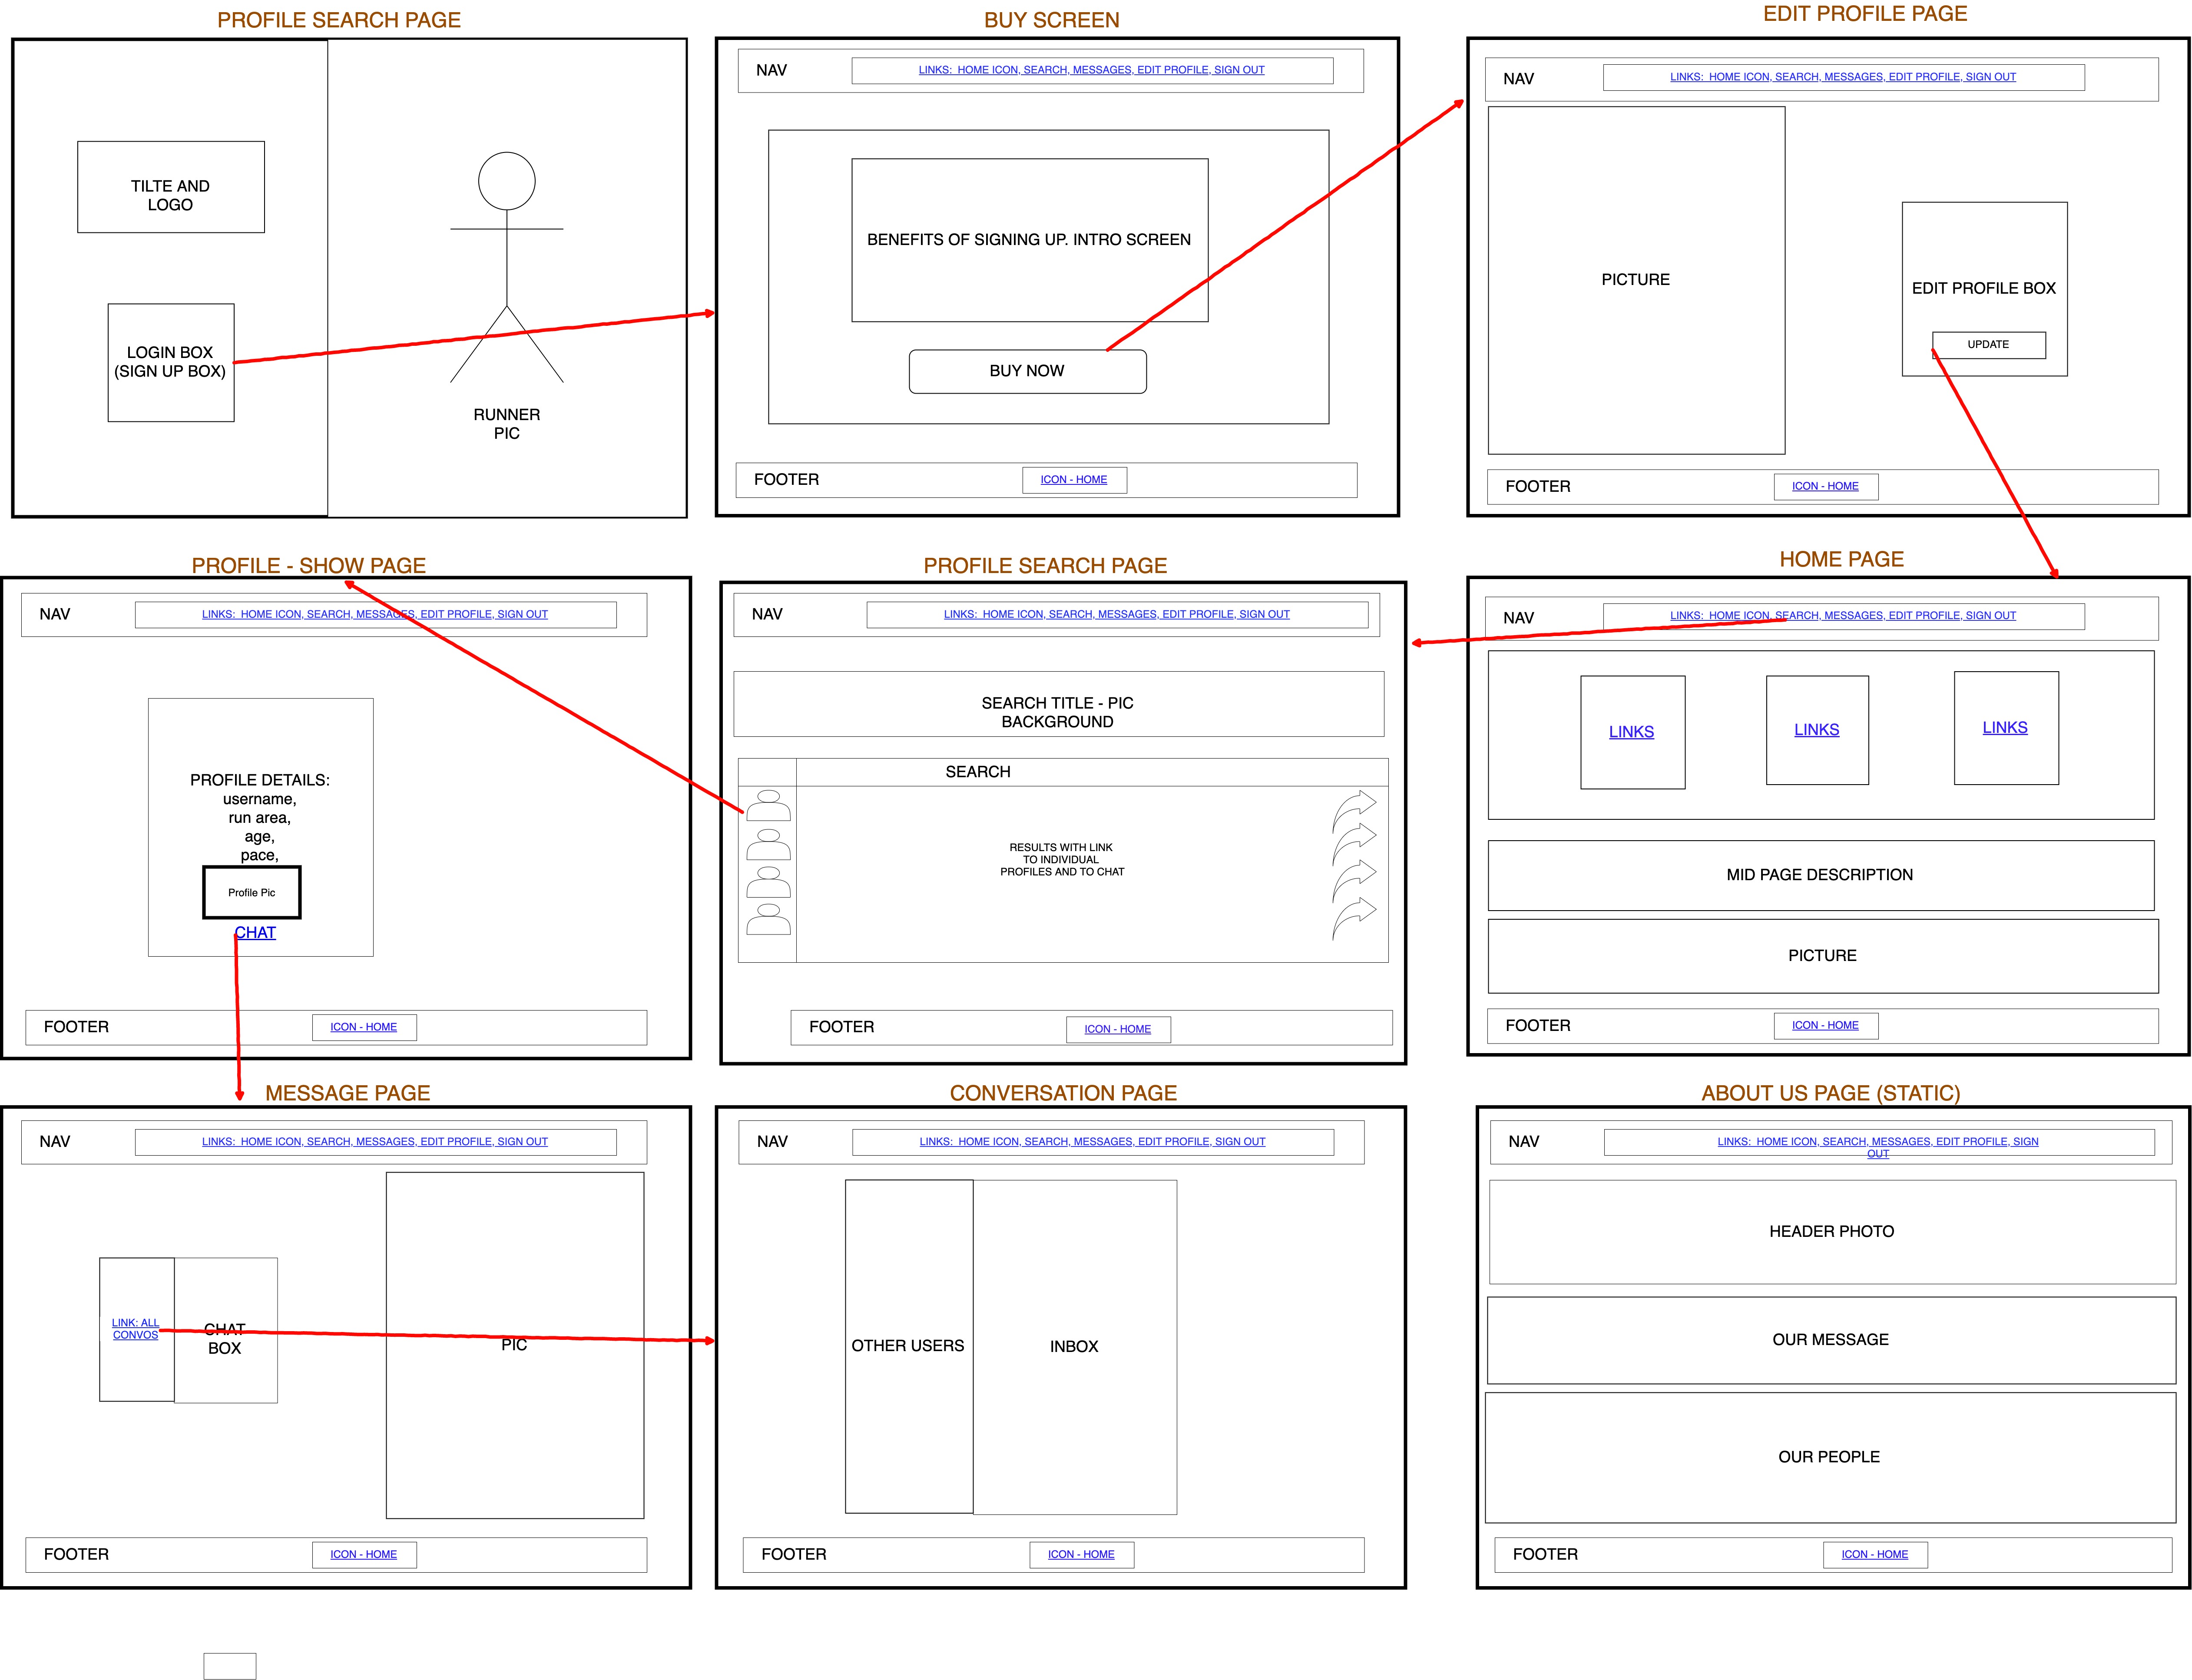 PROFILE SEARCH PAGE
TILTE AND
LOGO
LOGIN BOX
(SIGN UP BOX)
RUNNER
PIC
BUY SCREEN
NAV
LINKS: HOME ICON, SEARCH, MESSAGES, EDIT PROFILE, SIGN OUT
BENEFITS OF SIGNING UP. INTRO SCREEN
BUY NOW
FOOTER
ICON - HOME
EDIT PROFILE PAGE
NAV
LINKS: HOME ICON, SEARCH, MESSAGES, EDIT PROFILE, SIGN OUT
PICTURE
EDIT PROFILE BOX
UPDATE
FOOTER
ICON - HOME
PROFILE - SHOW PAGE
NAV
LINKS: HOME ICON, SEARCH, MESSAGES, EDIT PROFILE, SIGN OUT
PROFILE DETAILS:
username,
run area,
age,
pace,
Profile Pic
CHAT
FOOTER
ICON - HOME
PROFILE SEARCH PAGE
NAV
LINKS: HOME ICON, SEARCH, MESSAGES, EDIT PROFILE, SIGN OUT
SEARCH TITLE - PIC
BACKGROUND
SEARCH
RESULTS WITH LINK
TO INDIVIDUAL
PROFILES AND TO CHAT
FOOTER
ICON - HOME
HOME PAGE
NAV
LINKS: HOME ICON, SEARCH, MESSAGES, EDIT PROFILE, SIGN OUT
LINKS
LINKS
LINKS
MID PAGE DESCRIPTION
PICTURE
FOOTER
ICON - HOME
MESSAGE PAGE
NAV
LINKS: HOME ICON, SEARCH, MESSAGES, EDIT PROFILE, SIGN OUT
LINK: ALL
CONVOS
CHAT
BOX
PIC
FOOTER
ICON - HOME
CONVERSATION PAGE
NAV
LINKS: HOME ICON, SEARCH, MESSAGES, EDIT PROFILE, SIGN OUT
OTHER USERS
INBOX
FOOTER
ICON - HOME
ABOUT US PAGE (STATIC)
NAV
LINKS: HOME ICON, SEARCH, MESSAGES, EDIT PROFILE, SIGN
OUT
HEADER PHOTO
OUR MESSAGE
OUR PEOPLE
FOOTER
ICON - HOME